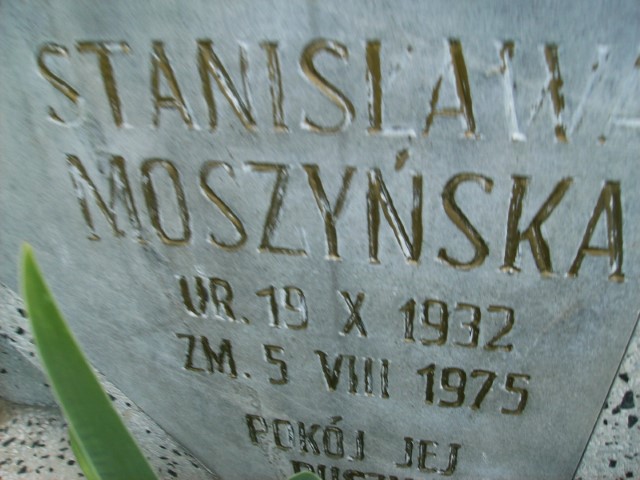 STANISŁAWA
MOSZYŃSKA
UR. 19 X 1932
ZM. 5 VIII 1975
POKÓJ JEJ